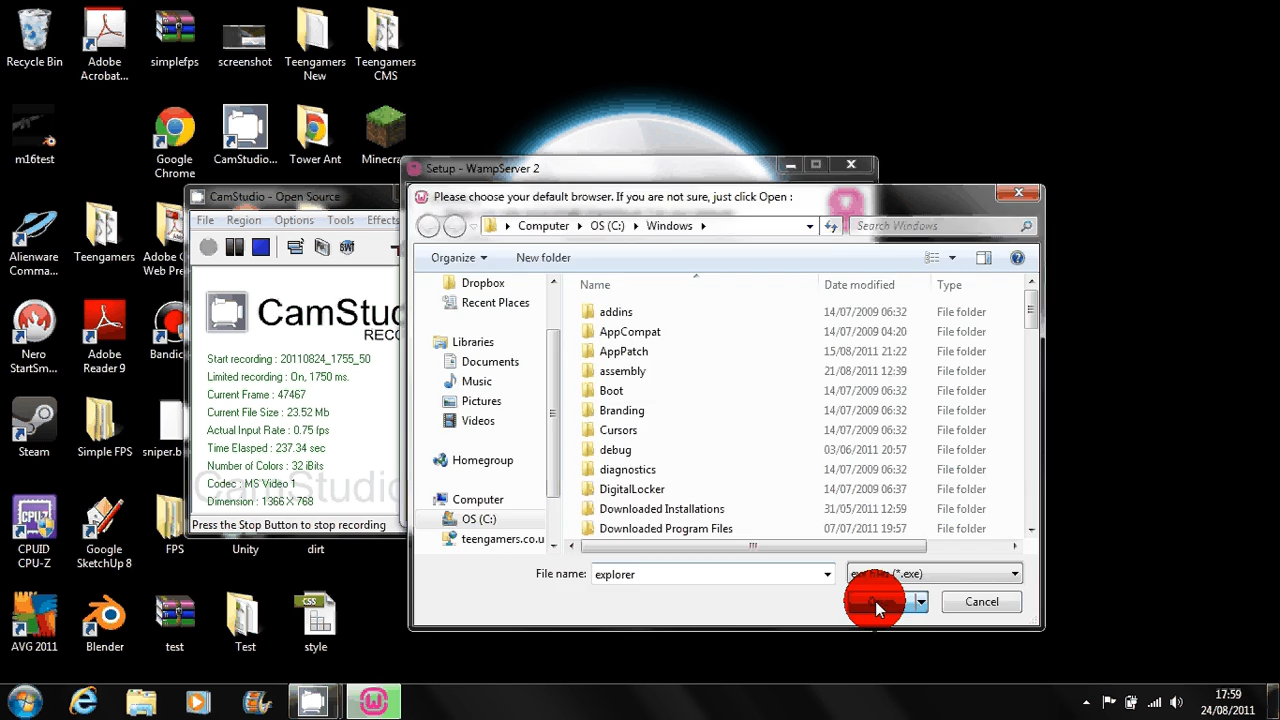 Recycle Bin
Adobe Acrobat...
simplefps
screenshot
Teengamers New
Teengamers CMS
m16test
Google Chrome
CamStudio...
Tower Ant
Minecra
Alienware Comma...
Teengamers
Adobe C
Web Pre
Nero StartSm...
Adobe Reader 9
Bandic
Steam
Simple FPS
sniper.b
CPUID CPU-Z
Google SketchUp 8
FPS
Unity
dirt
AVG 2011
Blender
test
Test
CSS
style
CamStudio - Open Source
File Region Options Tools Effects
SWF
CamStud
RECO
Start recording : 20110824_1755_50
Limited recording : On, 1750 ms.
Current Frame : 47467
Current File Size : 23.52 Mb
Actual Input Rate : 0.75 fps
Time Elasped : 237.34 sec
Number of Colors : 32 iBits
Codec : MS Video 1
Dimension : 1366 X 768
Press the Stop Button to stop recording
Setup - WampServer 2
Please choose your default browser. If you are not sure, just click Open :
Computer OS (C:) Windows
Search Windows
Organize New folder
Dropbox
Recent Places
Libraries
Documents
Music
Pictures
Videos
Homegroup
Computer
OS (C:)
teengamers.co.u
Name Date modified Type
addins 14/07/2009 06:32 File folder
AppCompat 14/07/2009 04:20 File folder
AppPatch 15/08/2011 21:22 File folder
assembly 21/08/2011 12:39 File folder
Boot 14/07/2009 06:32 File folder
Branding 14/07/2009 06:32 File folder
Cursors 14/07/2009 06:32 File folder
debug 03/06/2011 20:57 File folder
diagnostics 14/07/2009 06:32 File folder
DigitalLocker 14/07/2009 06:37 File folder
Downloaded Installations 31/05/2011 12:59 File folder
Downloaded Program Files 07/07/2011 19:57 File folder
File name: explorer
(*.exe)
Cancel
17:59
24/08/2011